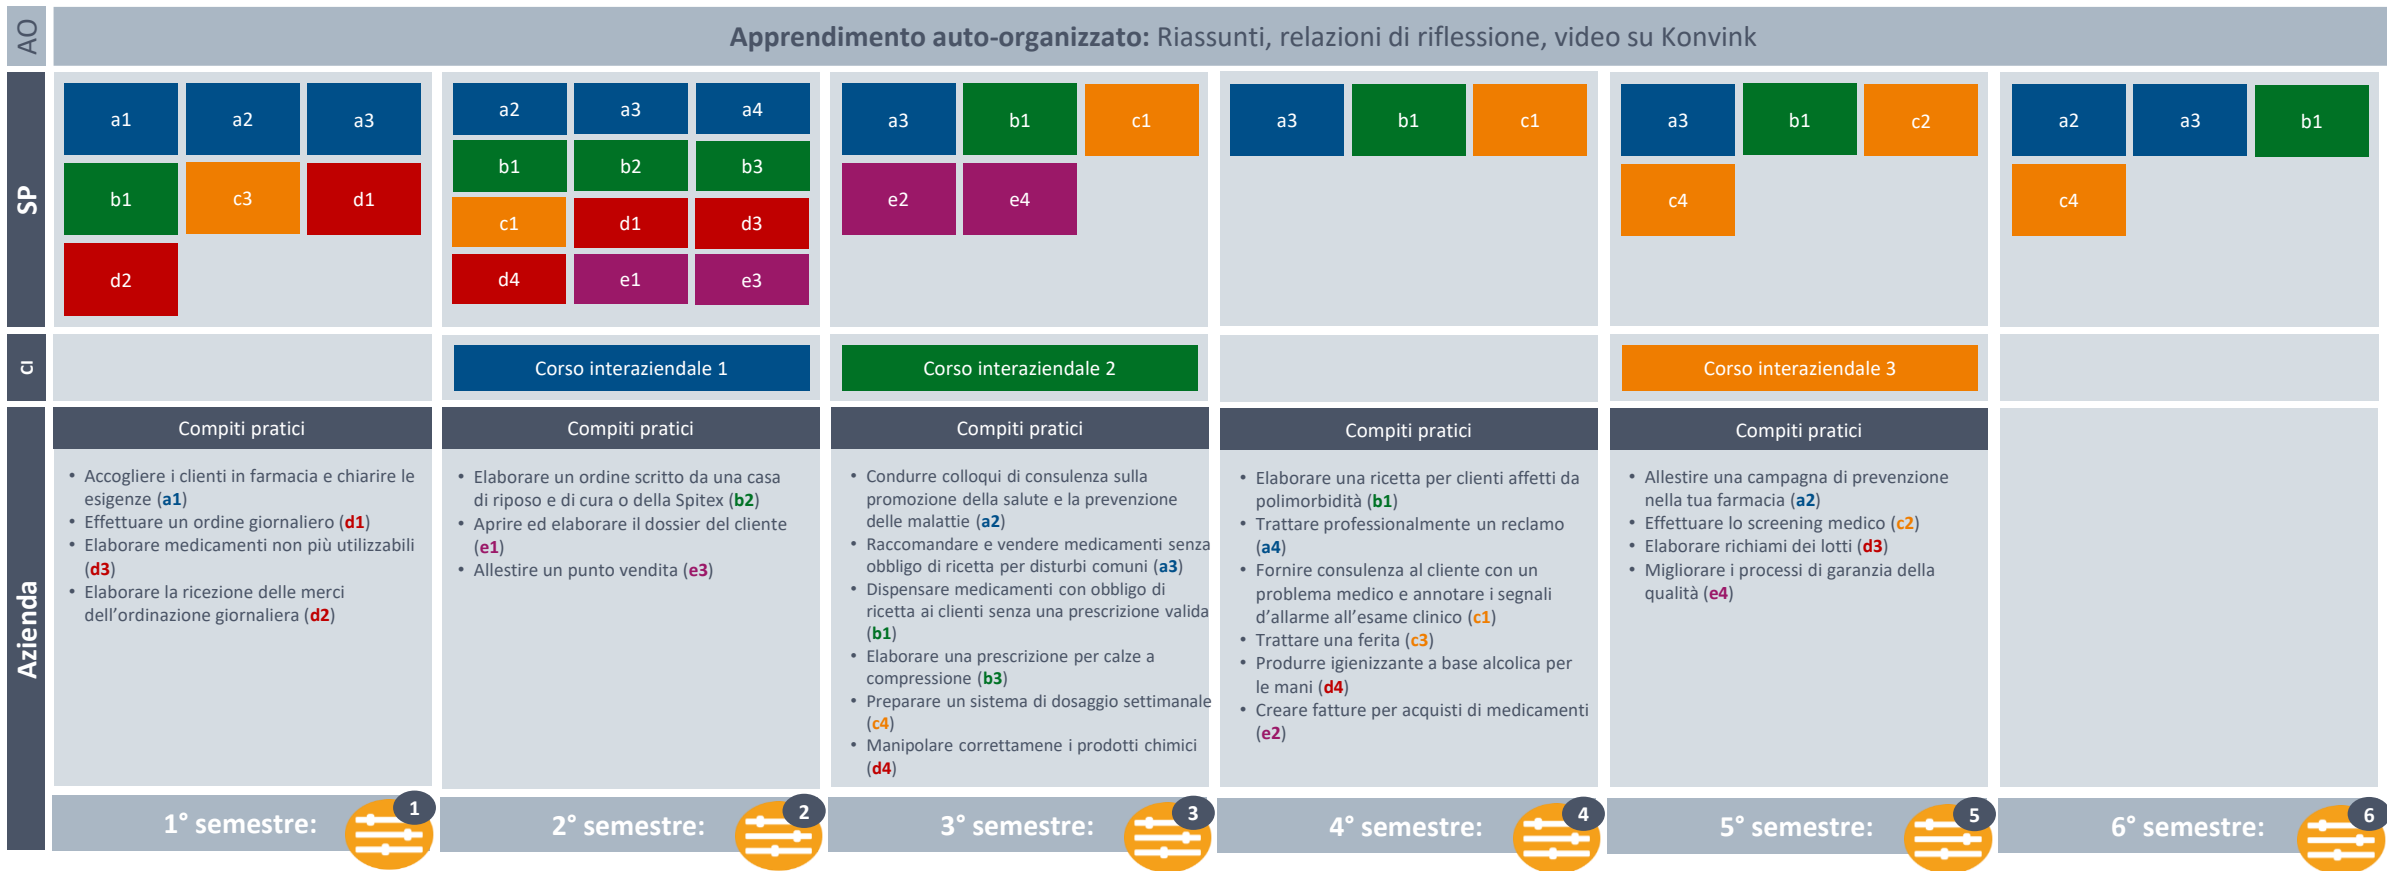 AO
Apprendimento auto-organizzato: Riassunti, relazioni di riflessione, video su Konvink
SP
a1 a2 a3
b1 c3 d1
d2
a2 a3 a4
b1 b2 b3
c1 d1 d3
d4 e1 e3
a3 b1 c1
e2 e4
a3 b1 c1
a3 b1 c2
c4
a2 a3 b1
c4
CI
Corso interaziendale 1
Corso interaziendale 2
Corso interaziendale 3
Azienda
Compiti pratici
• Accogliere i clienti in farmacia e chiarire le
esigenze (a1)
• Effettuare un ordine giornaliero (d1)
• Elaborare medicamenti non più utilizzabili
(d3)
• Elaborare la ricezione delle merci
dell'ordinazione giornaliera (d2)
Compiti pratici
• Elaborare un ordine scritto da una casa
di riposo e di cura o della Spitex (b2)
• Aprire ed elaborare il dossier del cliente
(e1)
• Allestire un punto vendita (e3)
Compiti pratici
• Condurre colloqui di consulenza sulla
promozione della salute e la prevenzione
delle malattie (a2)
• Raccomandare e vendere medicamenti senza
obbligo di ricetta per disturbi comuni (a3)
• Dispensare medicamenti con obbligo di
ricetta ai clienti senza una prescrizione valida
(b1)
• Elaborare una prescrizione per calze a
compressione (b3)
• Preparare un sistema di dosaggio settimanale
(c4)
• Manipolare correttamene i prodotti chimici
(d4)
Compiti pratici
• Elaborare una ricetta per clienti affetti da
polimorbidità (b1)
• Trattare professionalmente un reclamo
(a4)
• Fornire consulenza al cliente con un
problema medico e annotare i segnali
d'allarme all'esame clinico (c1)
• Trattare una ferita (c3)
• Produrre igienizzante a base alcolica per
le mani (d4)
• Creare fatture per acquisti di medicamenti
(e2)
Compiti pratici
• Allestire una campagna di prevenzione
nella tua farmacia (a2)
• Effettuare lo screening medico (c2)
• Elaborare richiami dei lotti (d3)
• Migliorare i processi di garanzia della
qualità (e4)
1° semestre: 1
2° semestre: 2
3° semestre: 3
4° semestre: 4
5° semestre: 5
6° semestre: 6